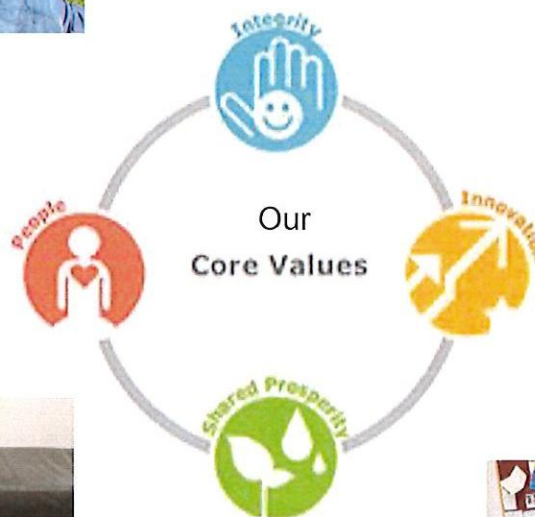 Integrity
People
Innovation
Our
Core Values
Shared Prosperity